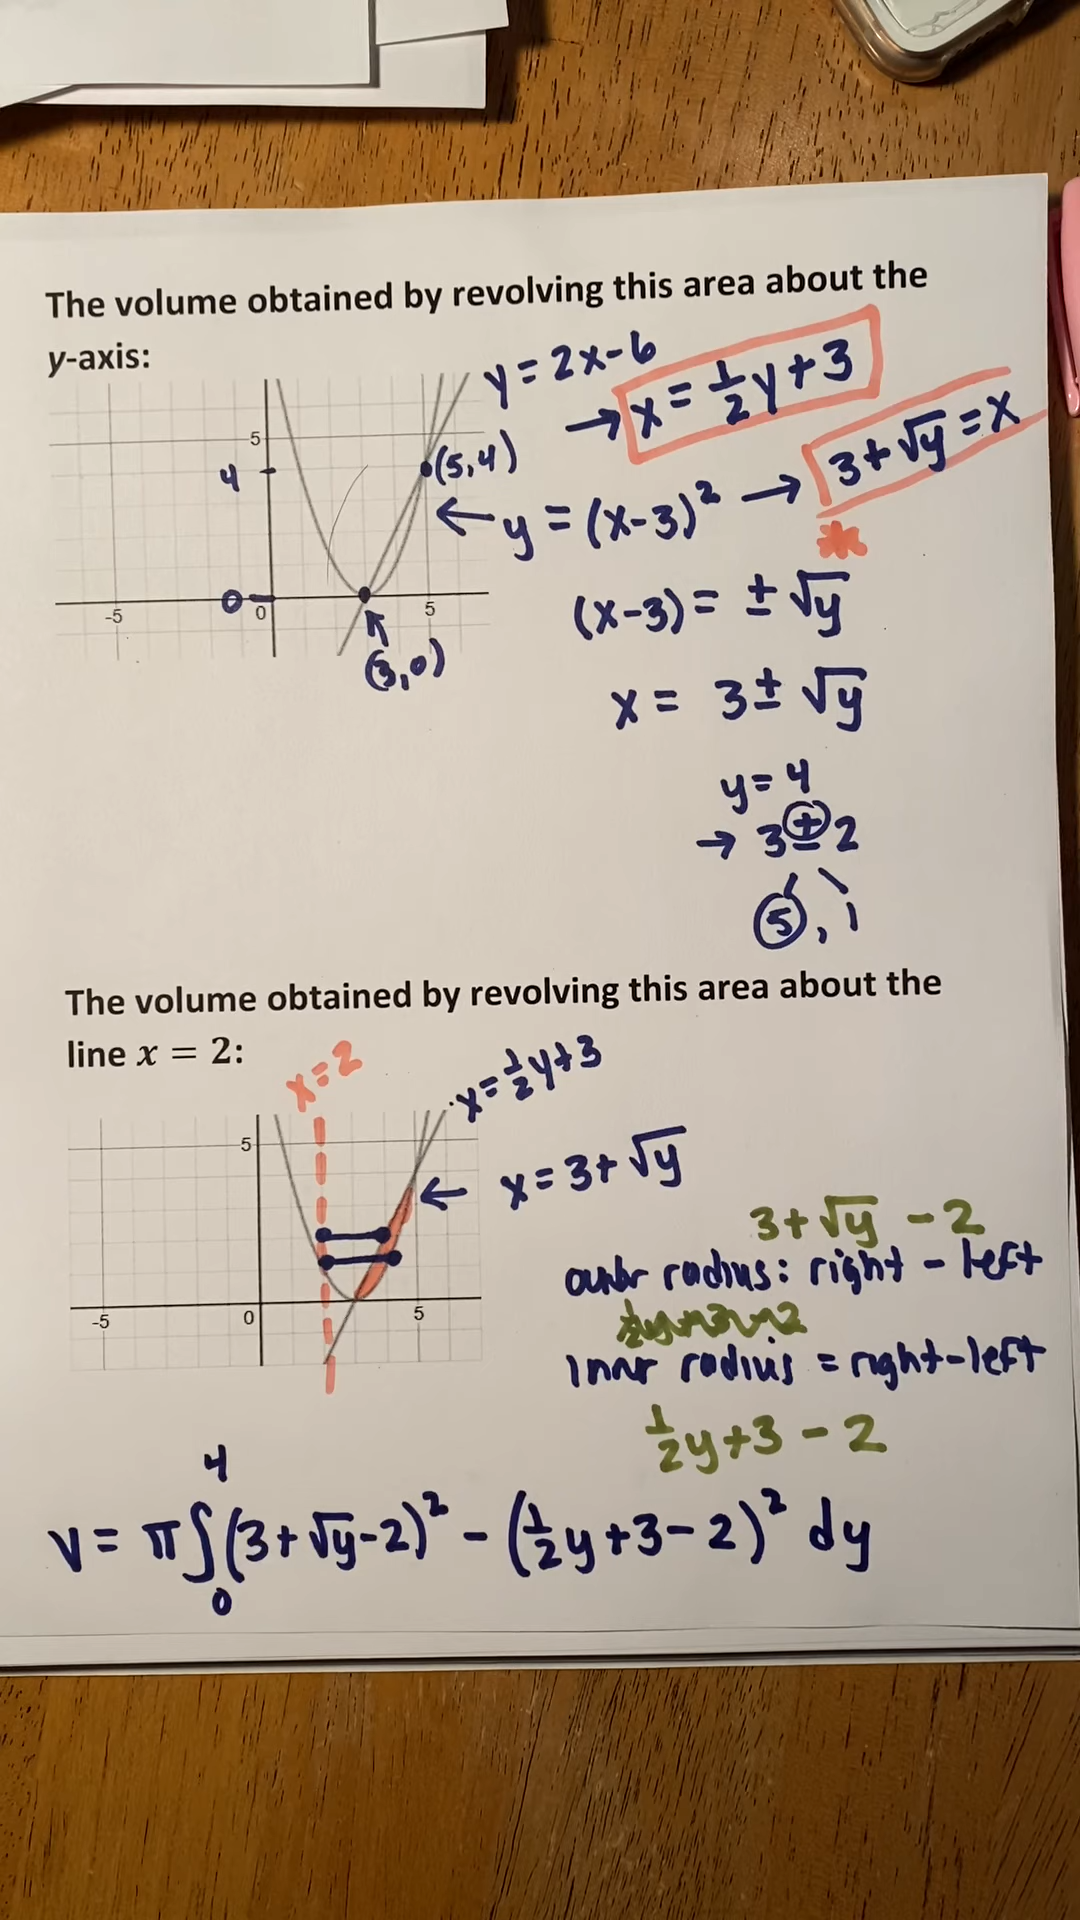 The volume obtained by revolving this area about the
y-axis:
y = 2x-6
→ x = 1/2 y + 3
5
4
(5,4)
← y = (x-3)² → 3+√y = x
*
0
-5
0
5
(3,0)
(x-3) = ± √y
x = 3 ± √y
y = 4
→ 3 ± 2
5, 1
The volume obtained by revolving this area about the
line x = 2:
x=2
x = 1/2 y + 3
5
← x = 3 + √y
-5
0
5
3+√y - 2
outer radius: right - left
inner radius = right-left
1/2 y + 3 - 2
4
V = π∫(3+√y-2)² - (1/2 y + 3 - 2)² dy
0